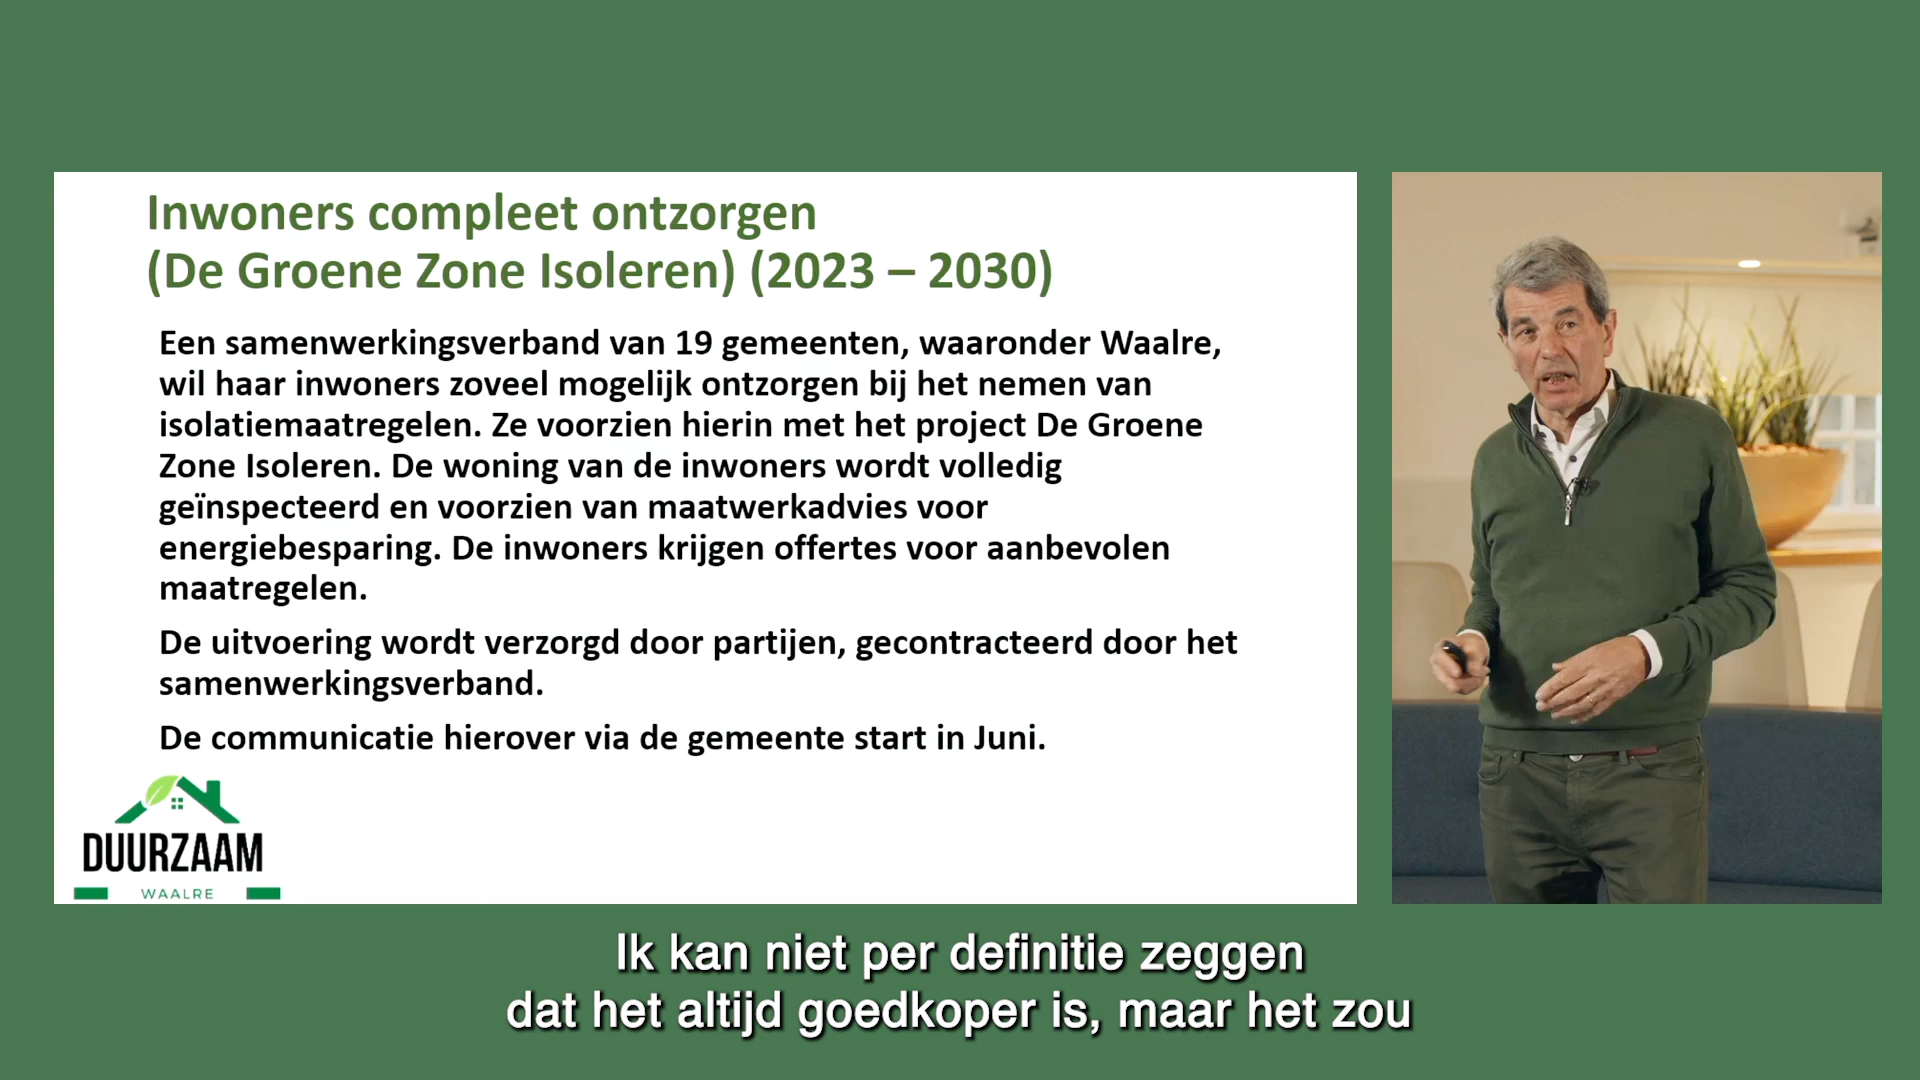 Inwoners compleet ontzorgen
(De Groene Zone Isoleren) (2023 – 2030)
Een samenwerkingsverband van 19 gemeenten, waaronder Waalre,
wil haar inwoners zoveel mogelijk ontzorgen bij het nemen van
isolatiemaatregelen. Ze voorzien hierin met het project De Groene
Zone Isoleren. De woning van de inwoners wordt volledig
geïnspecteerd en voorzien van maatwerkadvies voor
energiebesparing. De inwoners krijgen offertes voor aanbevolen
maatregelen.
De uitvoering wordt verzorgd door partijen, gecontracteerd door het
samenwerkingsverband.
De communicatie hierover via de gemeente start in Juni.
DUURZAAM
WAALRE
Ik kan niet per definitie zeggen
dat het altijd goedkoper is, maar het zou